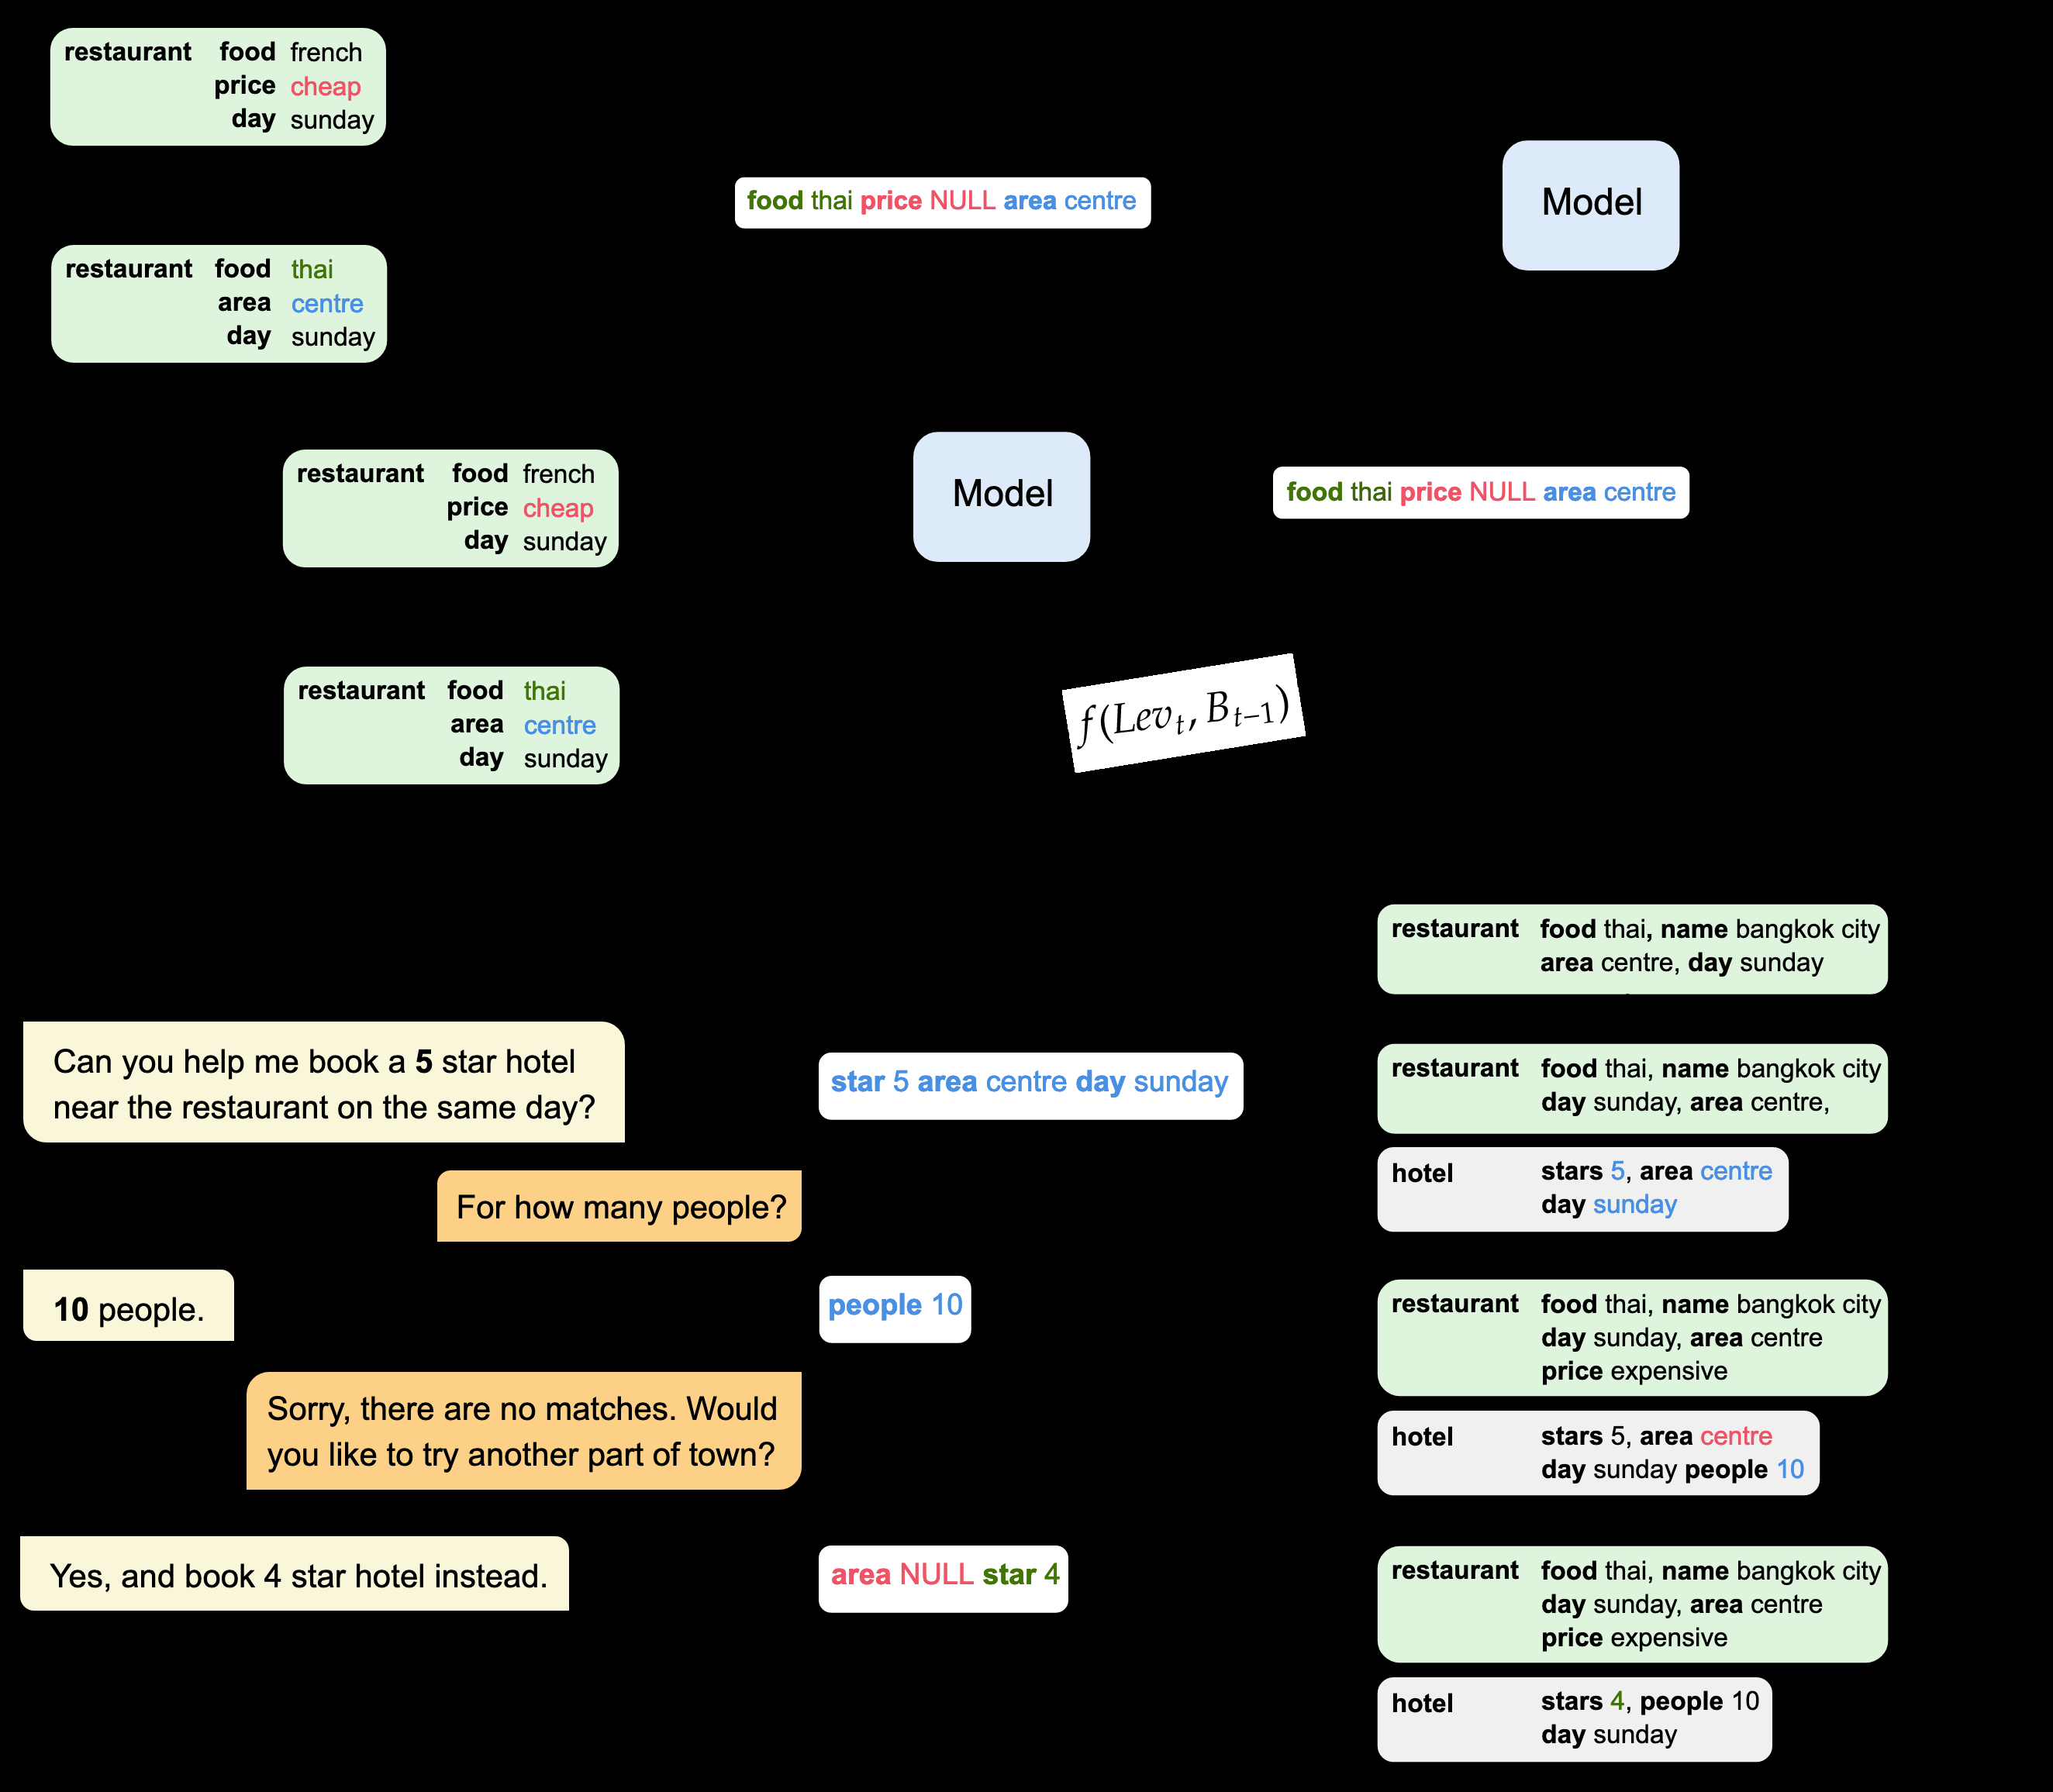 restaurant food french
price cheap
day sunday
food thai price NULL area centre
Model
restaurant food thai
area centre
day sunday
restaurant food french
price cheap
day sunday
Model
food thai price NULL area centre
restaurant food thai
area centre
day sunday
f(Lev_t, B_{t−1})
restaurant food thai, name bangkok city
area centre, day sunday
Can you help me book a 5 star hotel
near the restaurant on the same day?
star 5 area centre day sunday
restaurant food thai, name bangkok city
day sunday, area centre,
hotel stars 5, area centre
day sunday
For how many people?
10 people.
people 10
restaurant food thai, name bangkok city
day sunday, area centre
price expensive
hotel stars 5, area centre
day sunday people 10
Sorry, there are no matches. Would
you like to try another part of town?
Yes, and book 4 star hotel instead.
area NULL star 4
restaurant food thai, name bangkok city
day sunday, area centre
price expensive
hotel stars 4, people 10
day sunday